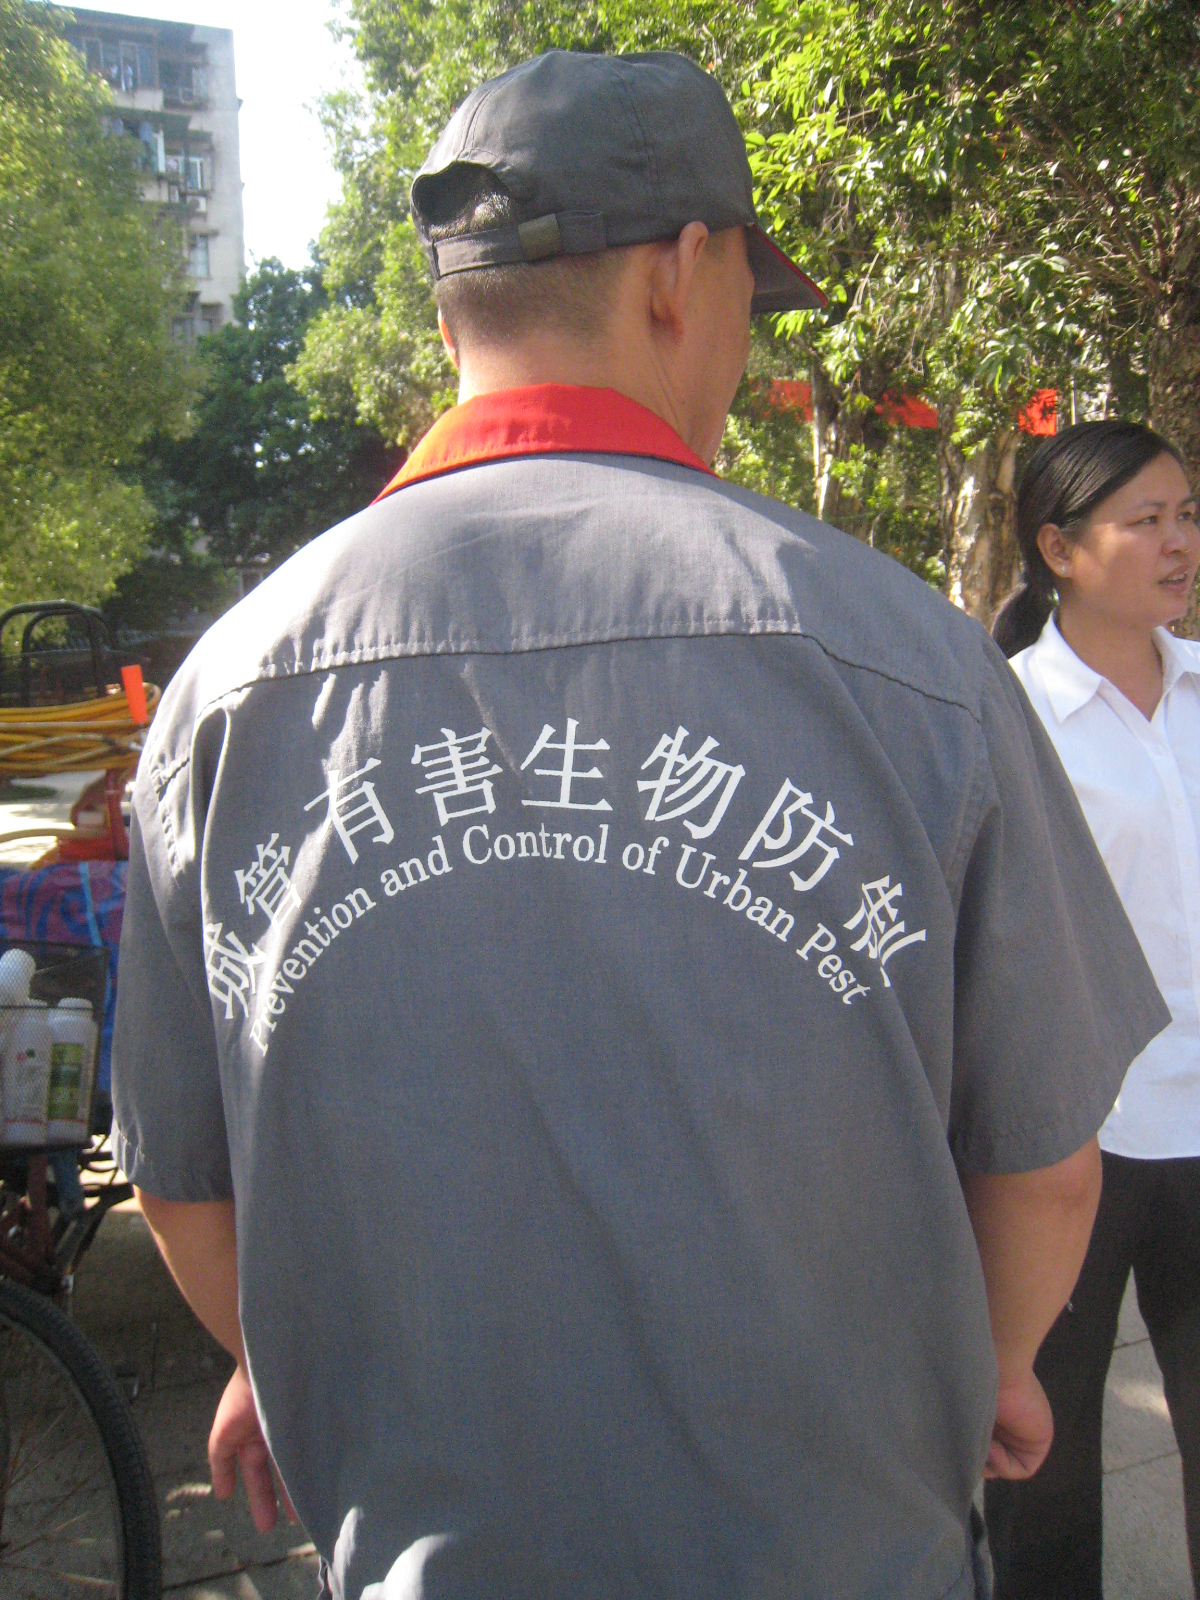 城管有害生物防制
Prevention and Control of Urban Pest